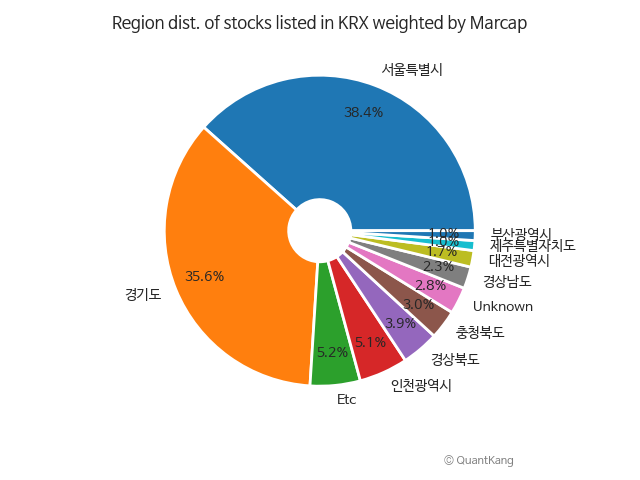 Region dist. of stocks listed in KRX weighted by Marcap
서울특별시
38.4%
경기도
35.6%
Etc
5.2%
인천광역시
5.1%
경상북도
3.9%
충청북도
3.0%
Unknown
2.8%
경상남도
2.3%
대전광역시
1.7%
제주특별자치도
1.0%
부산광역시
1.0%
© QuantKang